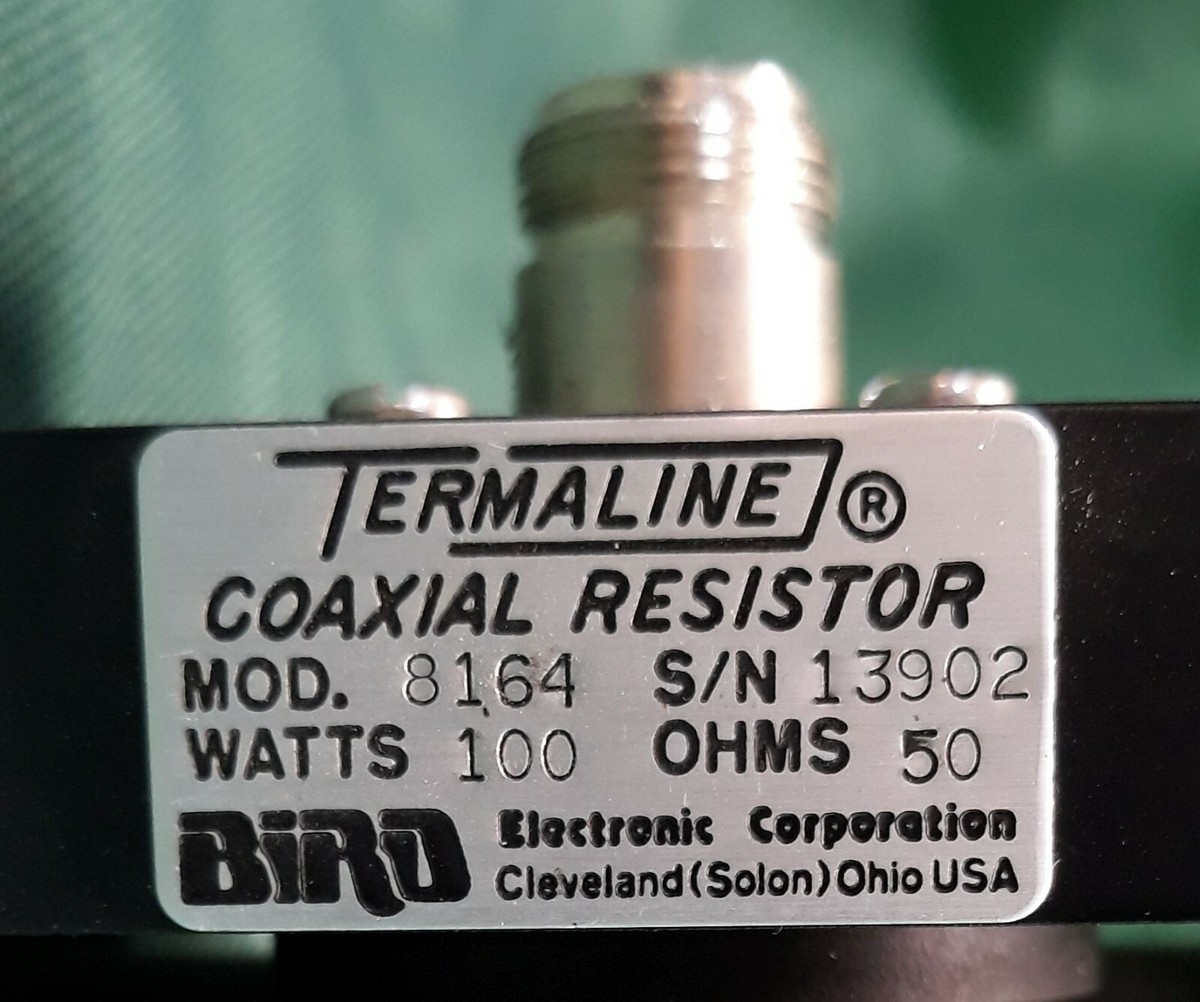 TERMALINE®
COAXIAL RESISTOR
MOD. 8164 S/N 13902
WATTS 100 OHMS 50
BIRD Electronic Corporation
Cleveland (Solon) Ohio USA